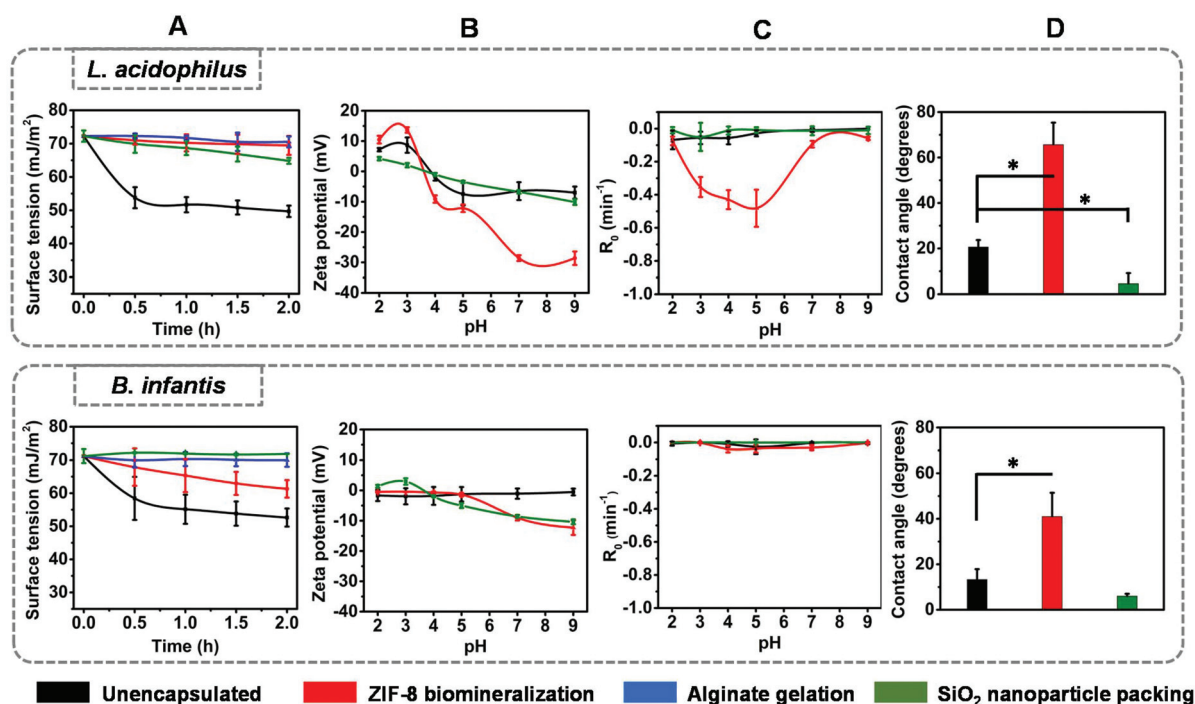 A B C D
L. acidophilus
Surface tension (mJ/m²)
80
70
60
50
40
30
0.0 0.5 1.0 1.5 2.0
Time (h)
Zeta potential (mV)
20
10
0
-10
-20
-30
-40
2 3 4 5 6 7 8 9
pH
R₀ (min⁻¹)
0.0
-0.2
-0.4
-0.6
-0.8
-1.0
2 3 4 5 6 7 8 9
pH
Contact angle (degrees)
80
60
40
20
0
*
*
B. infantis
Surface tension (mJ/m²)
80
70
60
50
40
30
0.0 0.5 1.0 1.5 2.0
Time (h)
Zeta potential (mV)
20
10
0
-10
-20
-30
-40
2 3 4 5 6 7 8 9
pH
R₀ (min⁻¹)
0.0
-0.2
-0.4
-0.6
-0.8
-1.0
2 3 4 5 6 7 8 9
pH
Contact angle (degrees)
80
60
40
20
0
*
Unencapsulated ZIF-8 biomineralization Alginate gelation SiO₂ nanoparticle packing